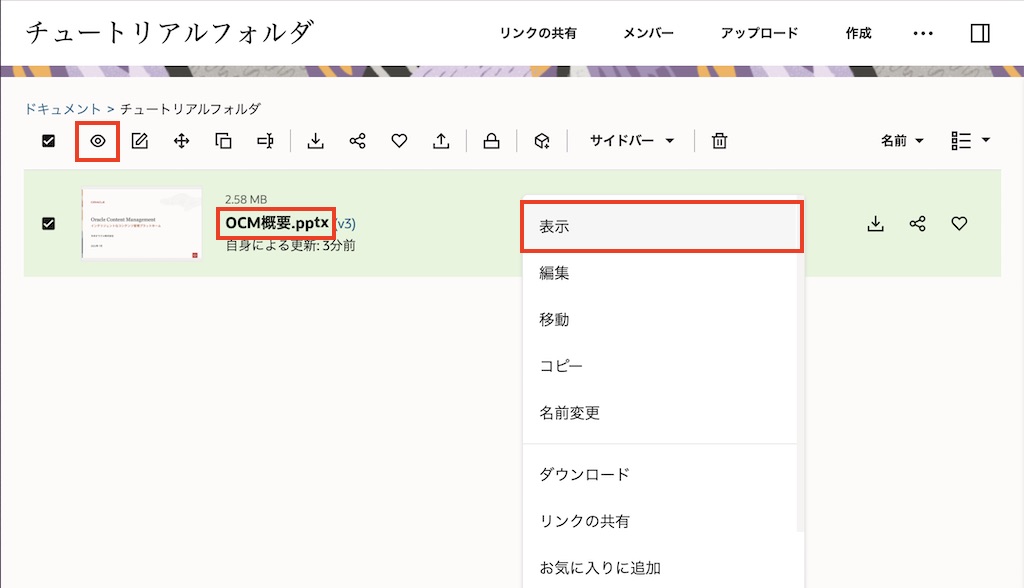 チュートリアルフォルダ
リンクの共有 メンバー アップロード 作成
ドキュメント > チュートリアルフォルダ
サイドバー 名前
2.58 MB
OCM概要.pptx (v3)
自身による更新: 3分前
Oracle Content Management
表示
編集
移動
コピー
名前変更
ダウンロード
リンクの共有
お気に入りに追加